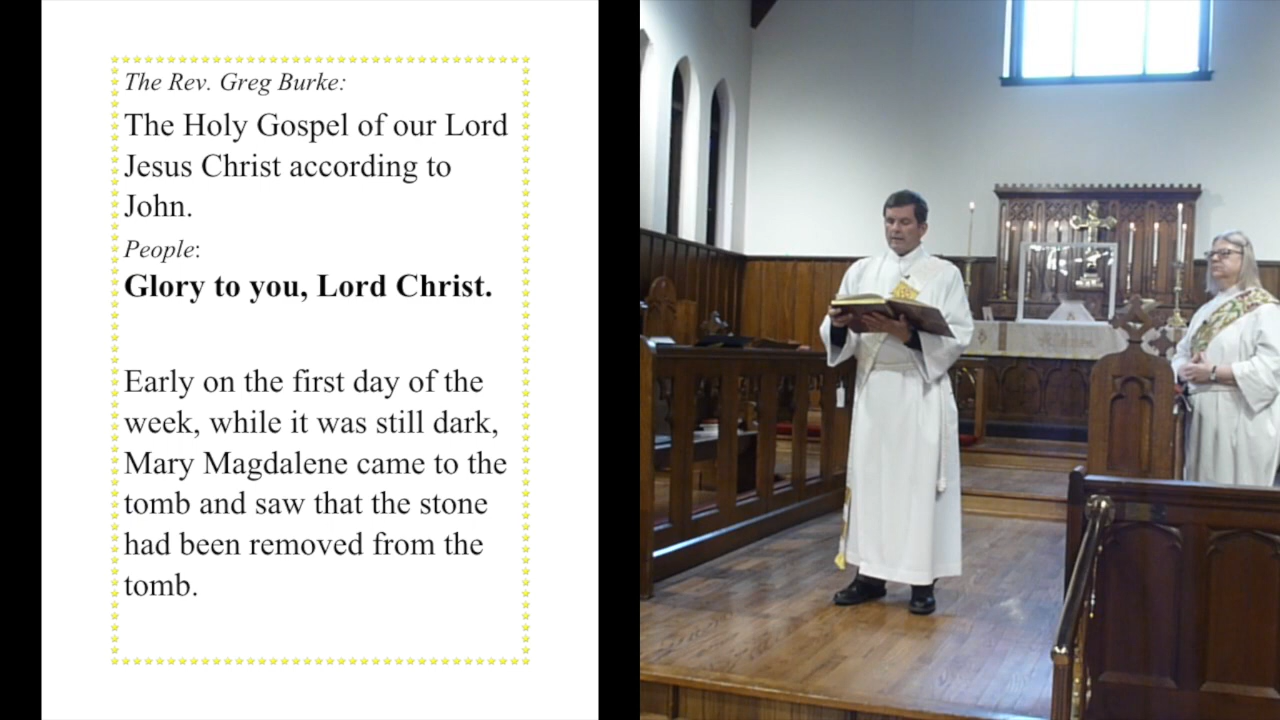 The Rev. Greg Burke:
The Holy Gospel of our Lord
Jesus Christ according to
John.
People:
Glory to you, Lord Christ.
Early on the first day of the
week, while it was still dark,
Mary Magdalene came to the
tomb and saw that the stone
had been removed from the
tomb.